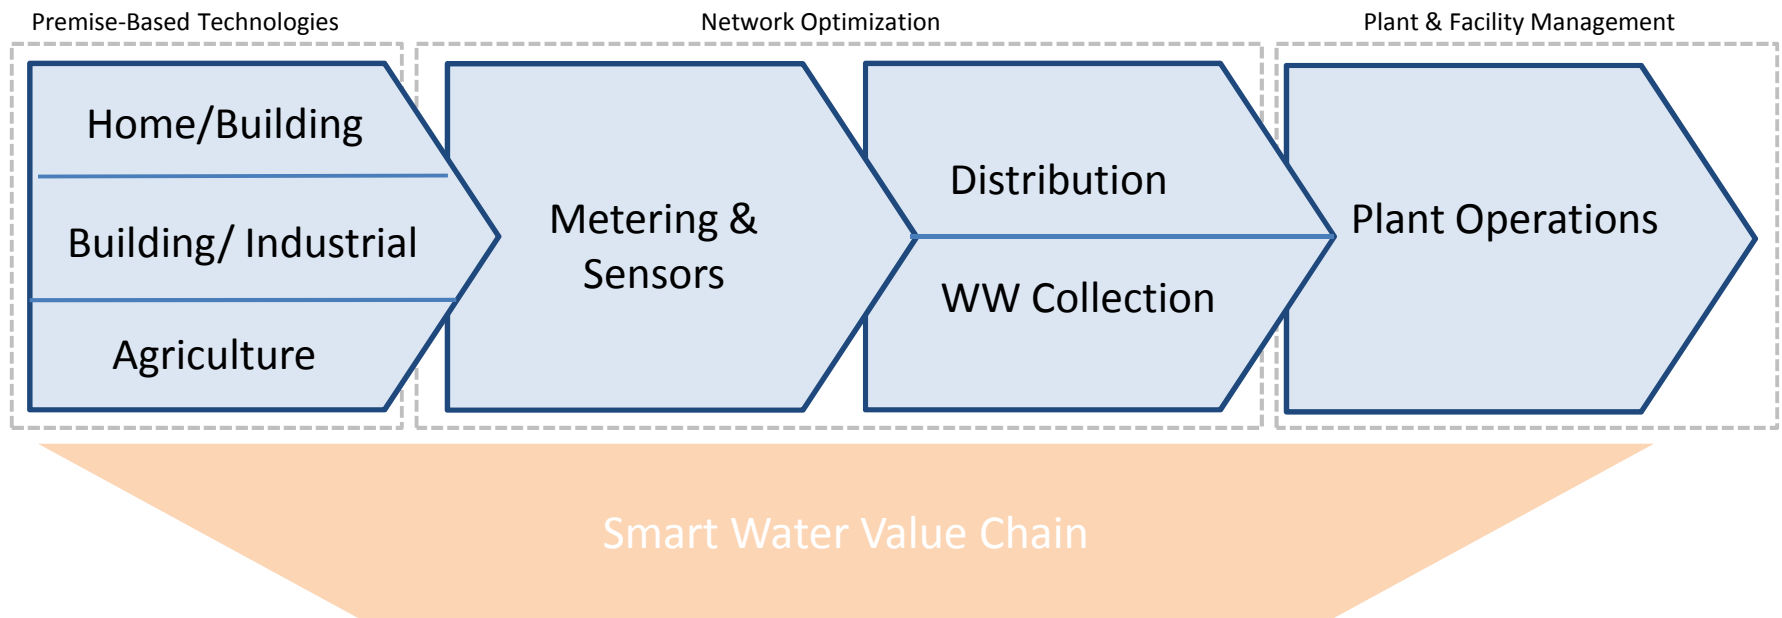 Premise-Based Technologies
Network Optimization
Plant & Facility Management
Home/Building
Building/ Industrial
Agriculture
Metering &
Sensors
Distribution
WW Collection
Plant Operations
Smart Water Value Chain